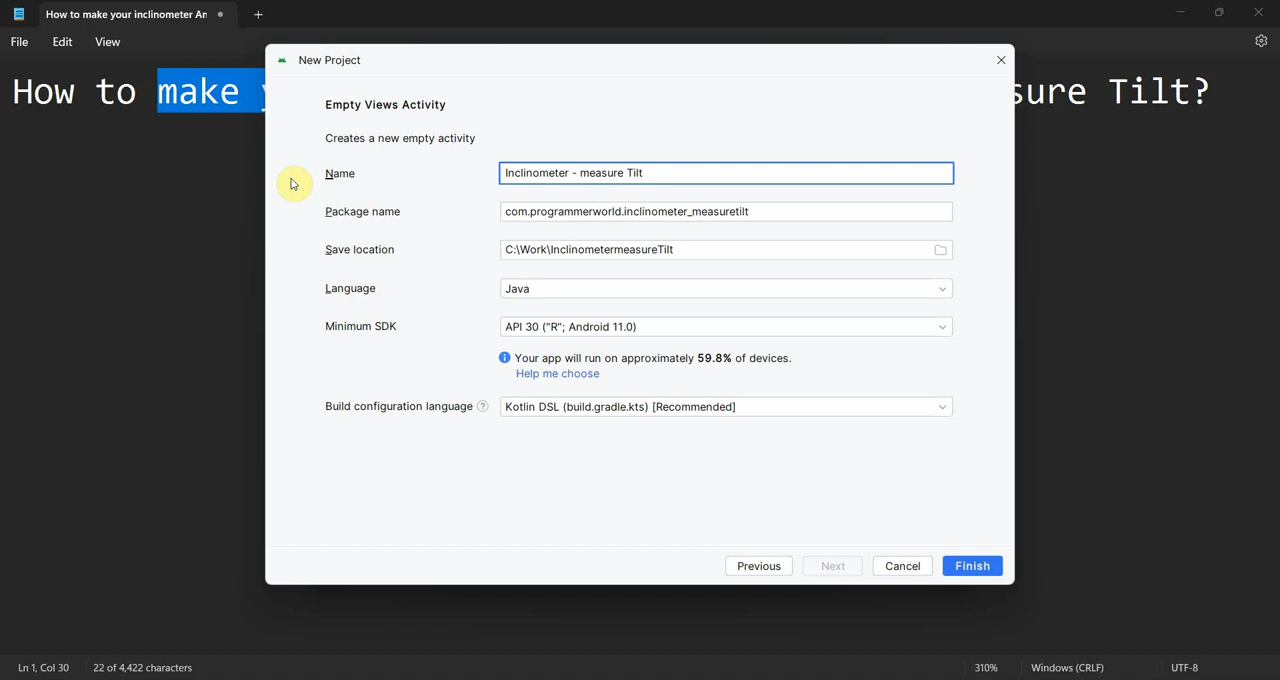 How to make your inclinometer An
File Edit View
How to make
sure Tilt?
New Project
Empty Views Activity
Creates a new empty activity
Name Inclinometer - measure Tilt
Package name com.programmerworld.inclinometer_measuretilt
Save location C:\Work\InclinometermeasureTilt
Language Java
Minimum SDK API 30 ("R"; Android 11.0)
Your app will run on approximately 59.8% of devices.
Help me choose
Build configuration language ? Kotlin DSL (build.gradle.kts) [Recommended]
Previous Next Cancel Finish
Ln 1, Col 30 22 of 4,422 characters 310% Windows (CRLF) UTF-8